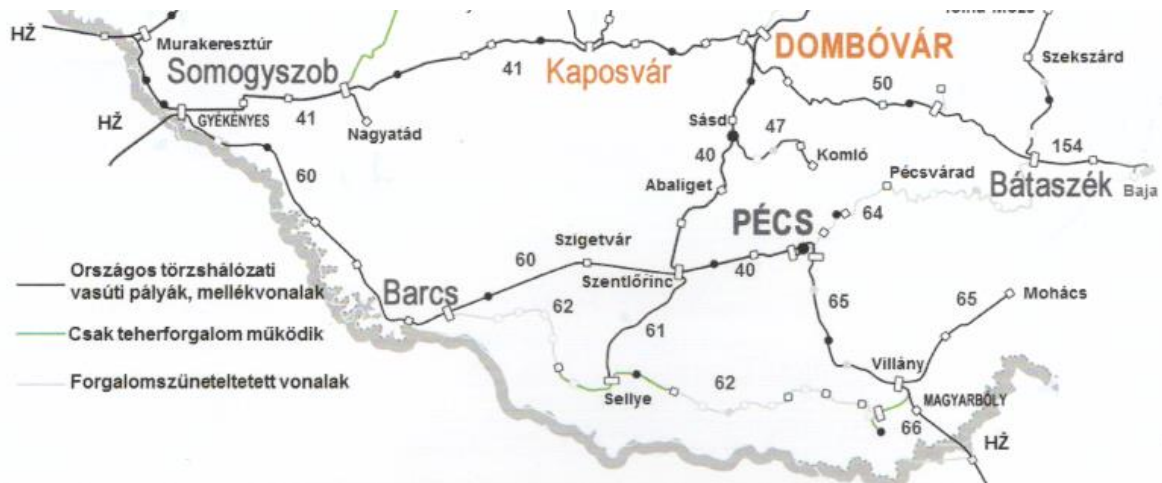 HŽ
Murakeresztúr
Somogyszob
41
Kaposvár
DOMBÓVÁR
Szekszárd
50
GYÉKÉNYES
41
HŽ
Nagyatád
Sásd
47
40
Komló
154
Abaliget
Pécsvárad
Bátaszék
Baja
60
64
PÉCS
Szigetvár
60
Országos törzshálózati
vasúti pályák, mellékvonalak
Szentlőrinc
40
Barcs
65
65
Mohács
62
61
Csak teherforgalom működik
Villány
Forgalomszüneteltetett vonalak
Sellye
62
MAGYARBÓLY
66
HŽ